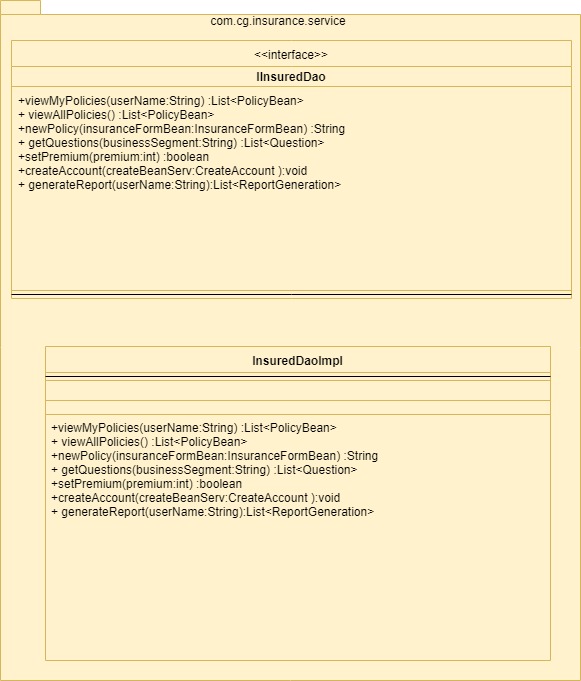 com.cg.insurance.service
<<interface>>
IInsuredDao
+viewMyPolicies(userName:String) :List<PolicyBean>
+ viewAllPolicies() :List<PolicyBean>
+newPolicy(insuranceFormBean:InsuranceFormBean) :String
+ getQuestions(businessSegment:String) :List<Question>
+setPremium(premium:int) :boolean
+createAccount(createBeanServ:CreateAccount ):void
+ generateReport(userName:String):List<ReportGeneration>
InsuredDaoImpl
+viewMyPolicies(userName:String) :List<PolicyBean>
+ viewAllPolicies() :List<PolicyBean>
+newPolicy(insuranceFormBean:InsuranceFormBean) :String
+ getQuestions(businessSegment:String) :List<Question>
+setPremium(premium:int) :boolean
+createAccount(createBeanServ:CreateAccount ):void
+ generateReport(userName:String):List<ReportGeneration>